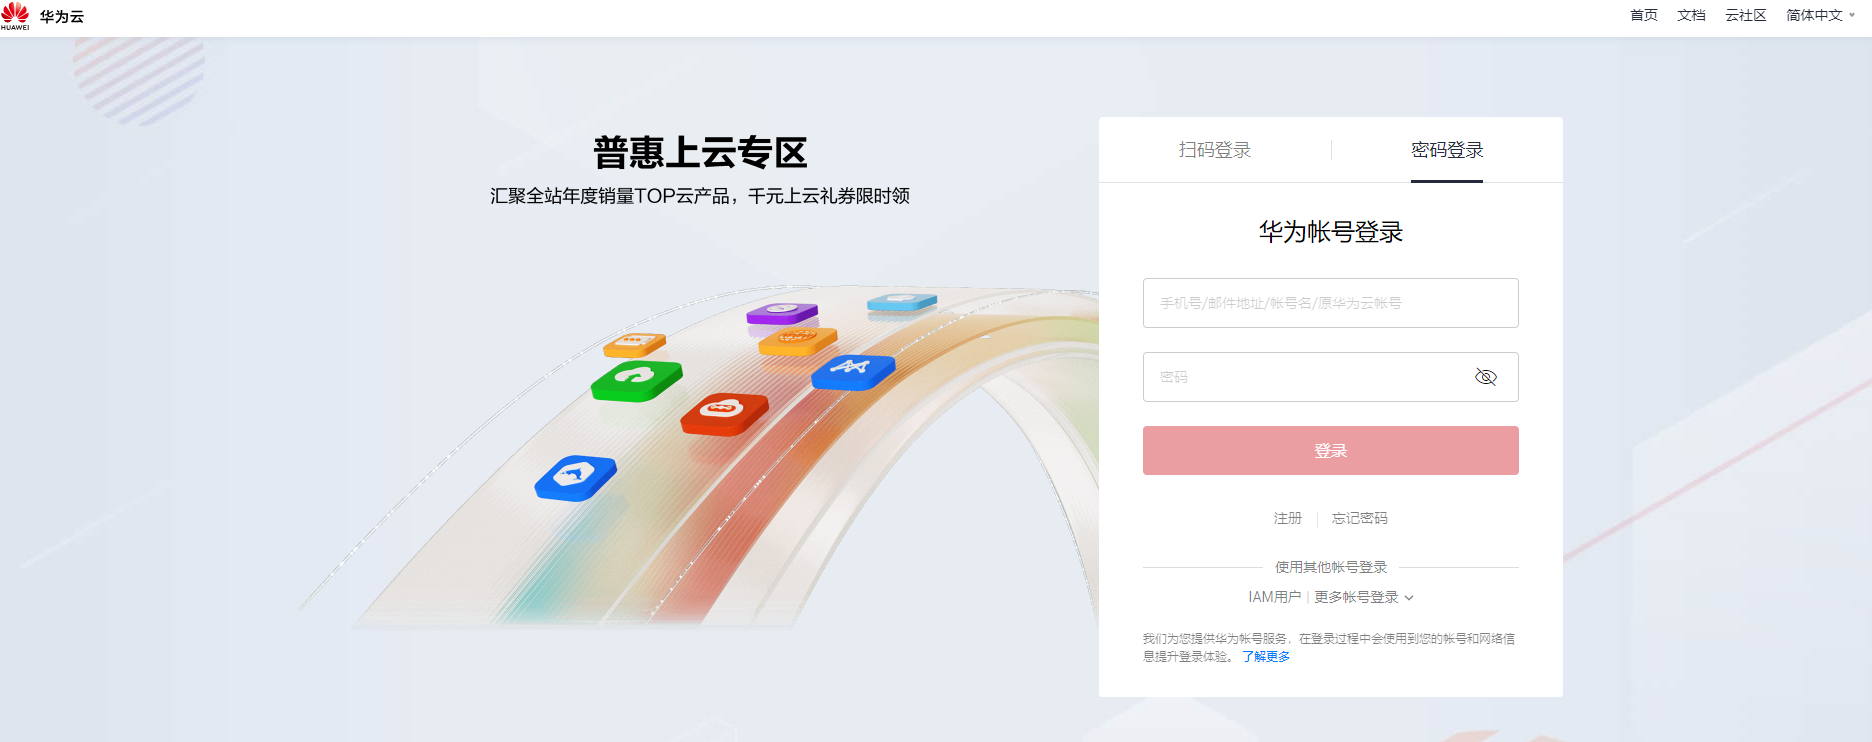 HUAWEI
华为云
首页
文档
云社区
简体中文
普惠上云专区
汇聚全站年度销量TOP云产品，千元上云礼券限时领
扫码登录
密码登录
华为帐号登录
手机号/邮件地址/帐号名/原华为云帐号
密码
登录
注册
忘记密码
使用其他帐号登录
IAM用户
更多帐号登录
我们为您提供华为帐号服务，在登录过程中会使用到您的帐号和网络信
息提升登录体验。 了解更多